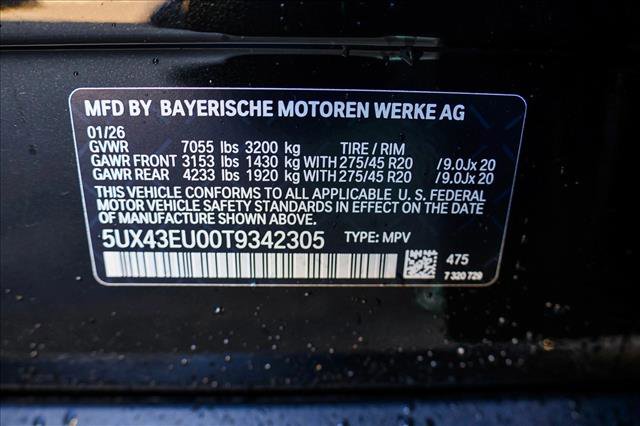 MFD BY BAYERISCHE MOTOREN WERKE AG
01/26
GVWR 7055 lbs 3200 kg TIRE / RIM
GAWR FRONT 3153 lbs 1430 kg WITH 275/45 R20 /9.0Jx 20
GAWR REAR 4233 lbs 1920 kg WITH 275/45 R20 /9.0Jx 20
THIS VEHICLE CONFORMS TO ALL APPLICABLE U. S. FEDERAL
MOTOR VEHICLE SAFETY STANDARDS IN EFFECT ON THE DATE
OF MANUFACTURE SHOWN ABOVE.
5UX43EU00T9342305 TYPE: MPV
475
7 320 729